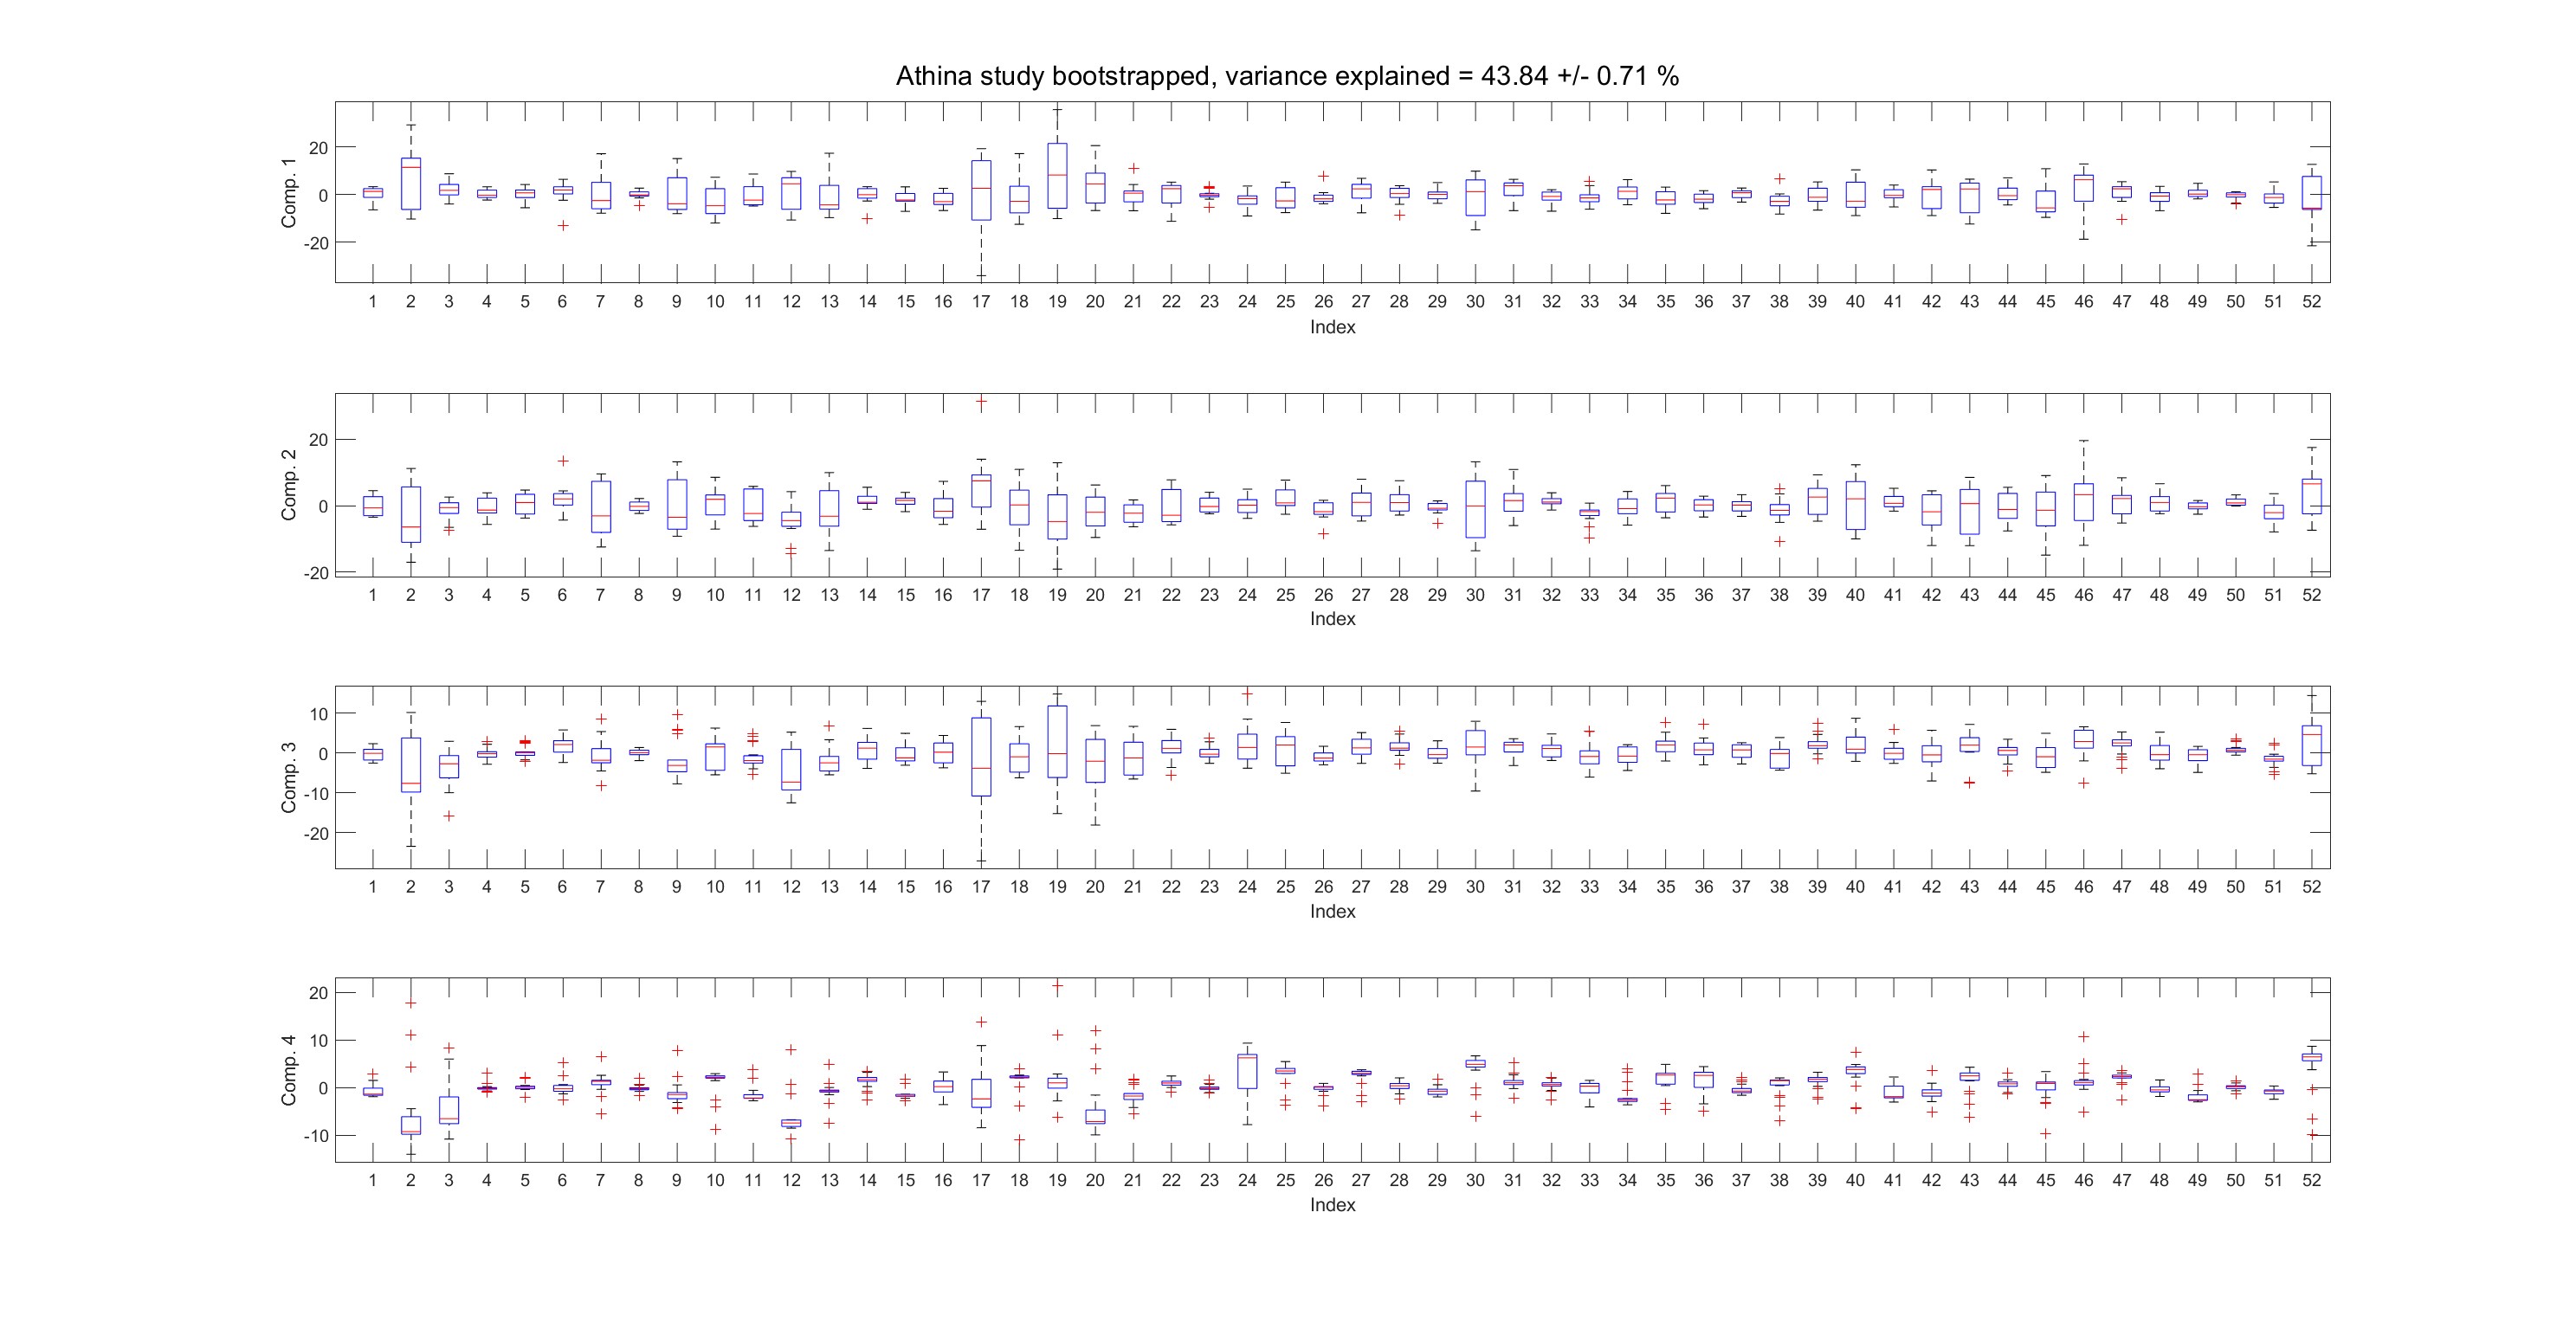 Athina study bootstrapped, variance explained = 43.84 +/- 0.71 %
Comp. 1
20
0
-20
1 2 3 4 5 6 7 8 9 10 11 12 13 14 15 16 17 18 19 20 21 22 23 24 25 26 27 28 29 30 31 32 33 34 35 36 37 38 39 40 41 42 43 44 45 46 47 48 49 50 51 52
Index
Comp. 2
20
0
-20
1 2 3 4 5 6 7 8 9 10 11 12 13 14 15 16 17 18 19 20 21 22 23 24 25 26 27 28 29 30 31 32 33 34 35 36 37 38 39 40 41 42 43 44 45 46 47 48 49 50 51 52
Index
Comp. 3
10
0
-10
-20
1 2 3 4 5 6 7 8 9 10 11 12 13 14 15 16 17 18 19 20 21 22 23 24 25 26 27 28 29 30 31 32 33 34 35 36 37 38 39 40 41 42 43 44 45 46 47 48 49 50 51 52
Index
Comp. 4
20
10
0
-10
1 2 3 4 5 6 7 8 9 10 11 12 13 14 15 16 17 18 19 20 21 22 23 24 25 26 27 28 29 30 31 32 33 34 35 36 37 38 39 40 41 42 43 44 45 46 47 48 49 50 51 52
Index